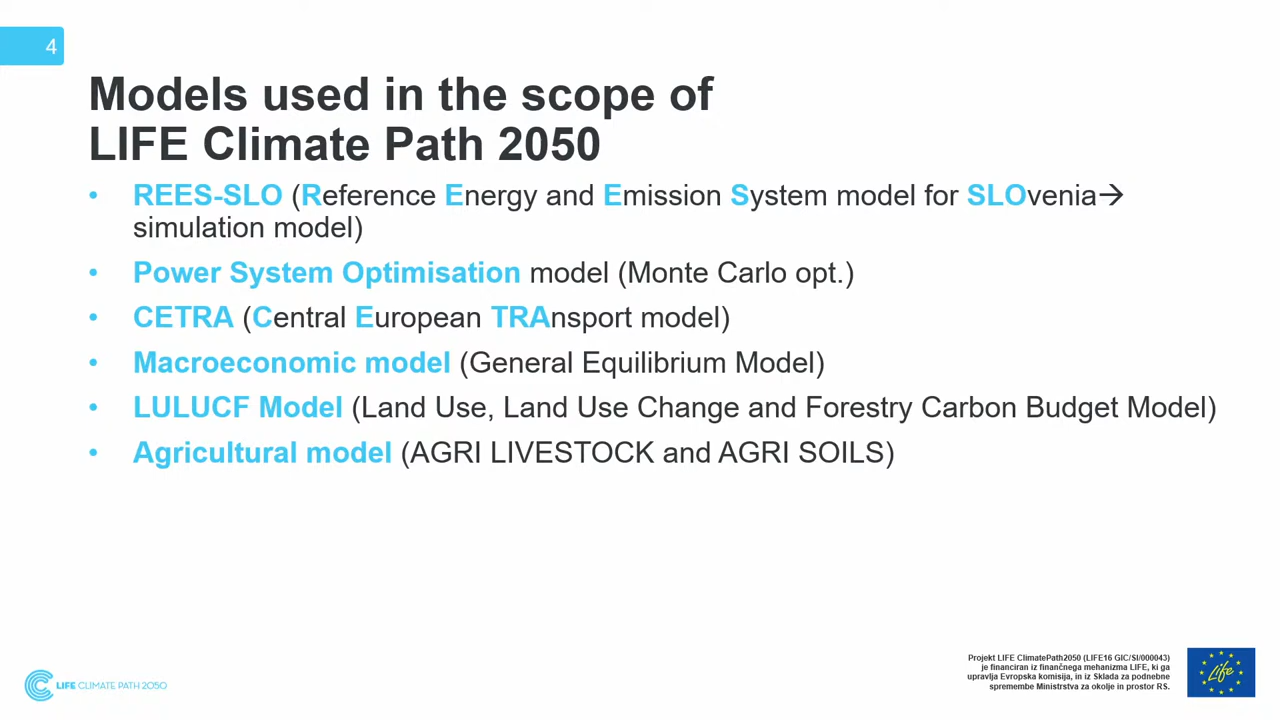 4
Models used in the scope of
LIFE Climate Path 2050
• REES-SLO (Reference Energy and Emission System model for SLOvenia→
simulation model)
• Power System Optimisation model (Monte Carlo opt.)
• CETRA (Central European TRAnsport model)
• Macroeconomic model (General Equilibrium Model)
• LULUCF Model (Land Use, Land Use Change and Forestry Carbon Budget Model)
• Agricultural model (AGRI LIVESTOCK and AGRI SOILS)
LIFE CLIMATE PATH 2050
Projekt LIFE ClimatePath2050 (LIFE16 GIC/SI/000043)
je financiran iz finančnega mehanizma LIFE, ki ga
upravlja Evropska komisija, in iz Sklada za podnebne
spremembe Ministrstva za okolje in prostor RS.
Life